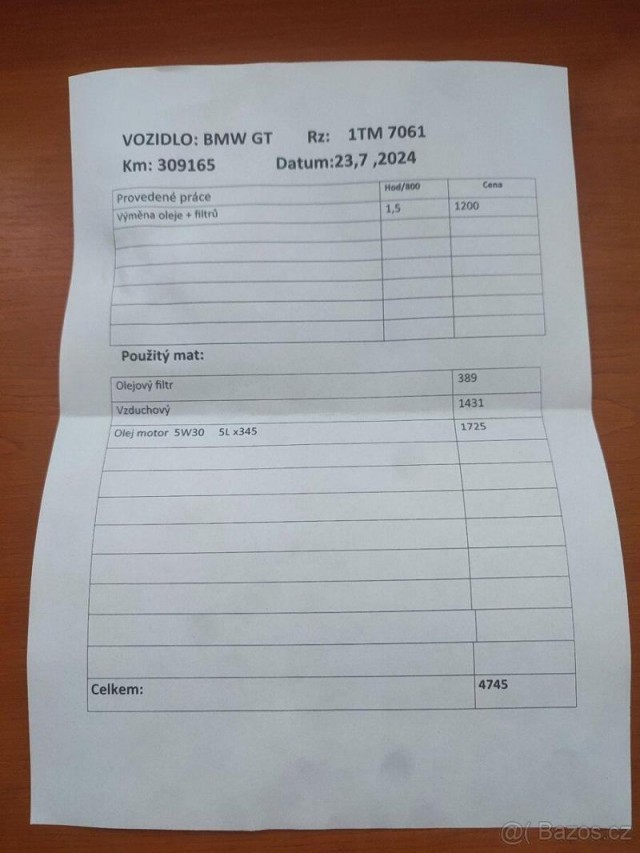 VOZIDLO: BMW GT Rz: 1TM 7061
Km: 309165 Datum:23,7 ,2024
Provedené práce Hod/800 Cena
Výměna oleje + filtrů 1,5 1200
Použitý mat:
Olejový filtr 389
Vzduchový 1431
Olej motor 5W30 5L x345 1725
Celkem: 4745
@( Bazos.cz